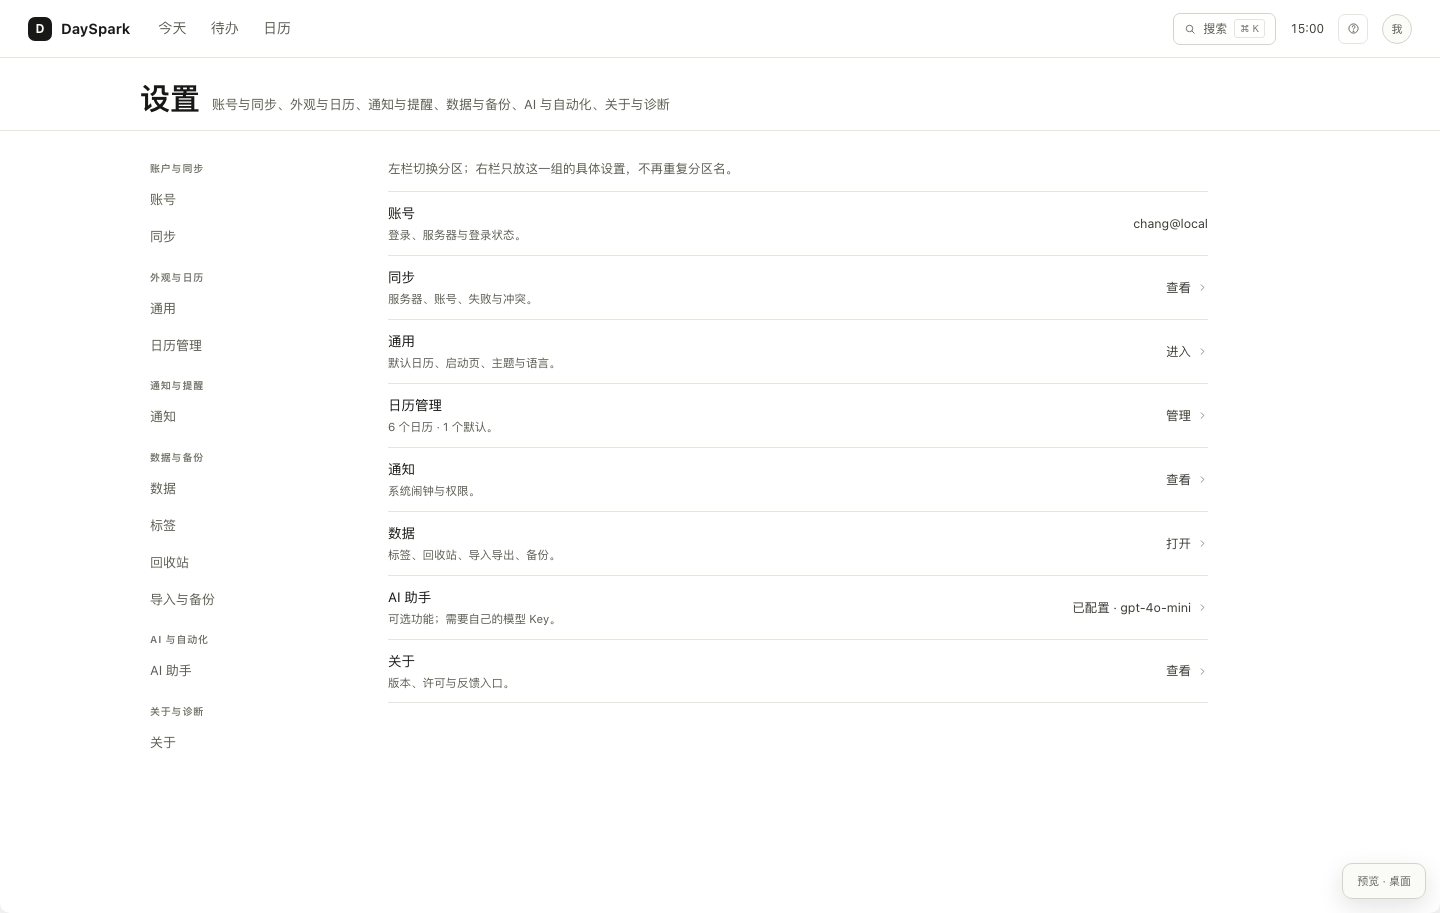 D DaySpark 今天 待办 日历 搜索 ⌘ K 15:00 我
设置 账号与同步、外观与日历、通知与提醒、数据与备份、AI 与自动化、关于与诊断
账户与同步
账号
同步
外观与日历
通用
日历管理
通知与提醒
通知
数据与备份
数据
标签
回收站
导入与备份
AI 与自动化
AI 助手
关于与诊断
关于
左栏切换分区；右栏只放这一组的具体设置，不再重复分区名。
账号
登录、服务器与登录状态。
chang@local
同步
服务器、账号、失败与冲突。
查看
通用
默认日历、启动页、主题与语言。
进入
日历管理
6 个日历 · 1 个默认。
管理
通知
系统闹钟与权限。
查看
数据
标签、回收站、导入导出、备份。
打开
AI 助手
可选功能；需要自己的模型 Key。
已配置 · gpt-4o-mini
关于
版本、许可与反馈入口。
查看
预览 · 桌面